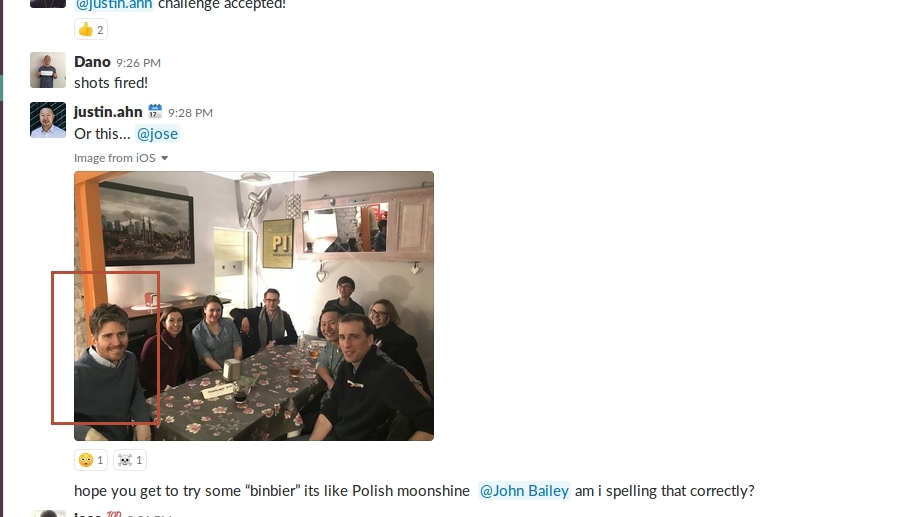 @justin.ahn challenge accepted!
👍 2
Dano 9:26 PM
shots fired!
justin.ahn 9:28 PM
Or this... @jose
Image from iOS
PI
😳 1 ☠️ 1
hope you get to try some “binbier” its like Polish moonshine @John Bailey am i spelling that correctly?